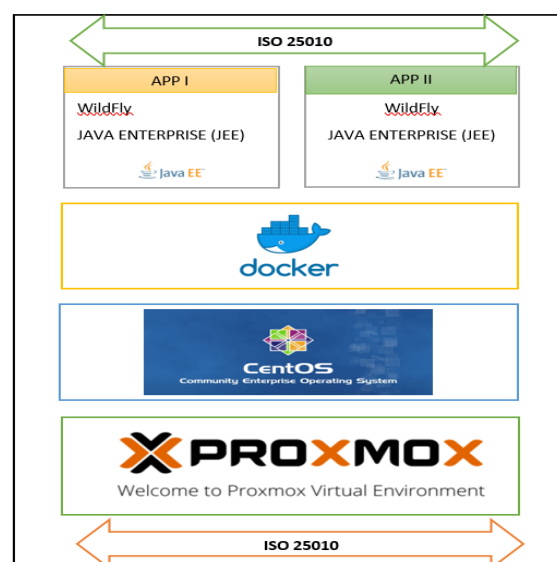 ISO 25010
APP I
WildFly
JAVA ENTERPRISE (JEE)
Java EE
APP II
WildFly
JAVA ENTERPRISE (JEE)
Java EE
docker
CentOS
Community Enterprise Operating System
PROXMOX
Welcome to Proxmox Virtual Environment
ISO 25010